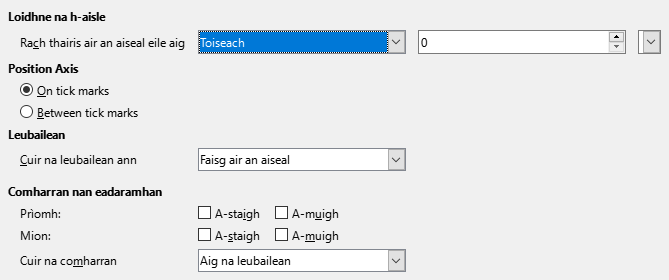 Loidhne na h-aisle
Rach thairis air an aiseal eile aig Toiseach 0
Position Axis
On tick marks
Between tick marks
Leubailean
Cuir na leubailean ann Faisg air an aiseal
Comharran nan eadaramhan
Prìomh: A-staigh A-muigh
Mion: A-staigh A-muigh
Cuir na comharran Aig na leubailean